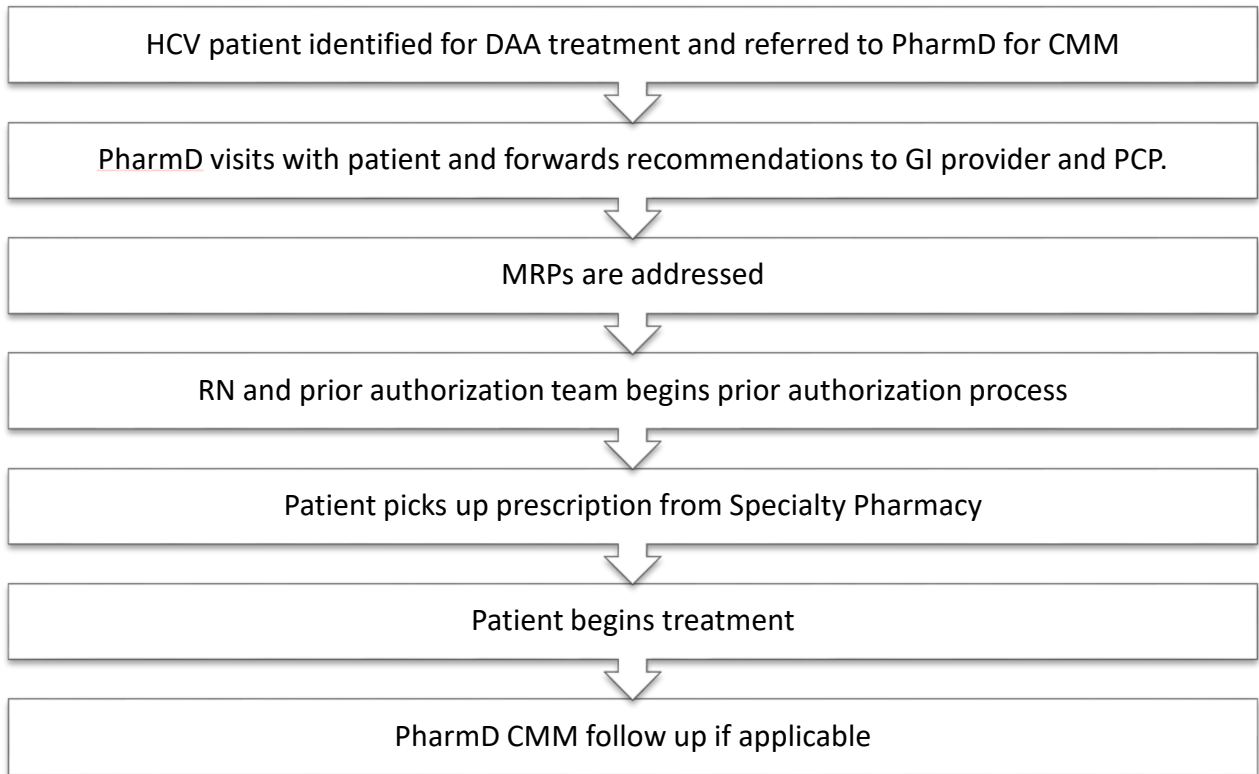 HCV patient identified for DAA treatment and referred to PharmD for CMM
PharmD visits with patient and forwards recommendations to GI provider and PCP.
MRPs are addressed
RN and prior authorization team begins prior authorization process
Patient picks up prescription from Specialty Pharmacy
Patient begins treatment
PharmD CMM follow up if applicable